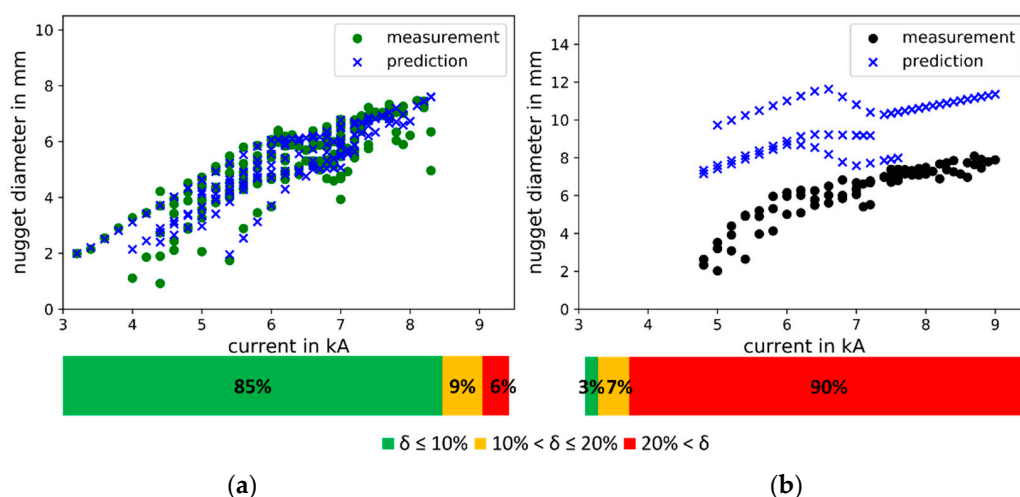 10
8
6
4
2
0
nugget diameter in mm
measurement
prediction
3 4 5 6 7 8 9
current in kA
85% 9% 6%
14
12
10
8
6
4
2
0
nugget diameter in mm
measurement
prediction
3 4 5 6 7 8 9
current in kA
3% 7% 90%
δ ≤ 10% 10% < δ ≤ 20% 20% < δ
(a) (b)